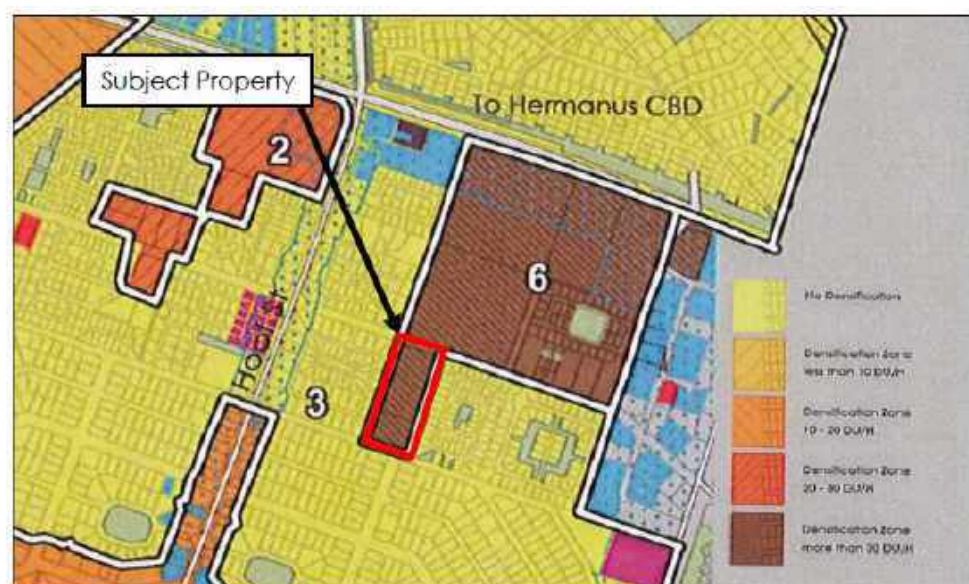 Subject Property
To Hermanus CBD
2
6
3
No Densification
Densification Zone
less than 10 DU/H
Densification Zone
10 - 20 DU/H
Densification Zone
20 - 30 DU/H
Densification Zone
more than 30 DU/H